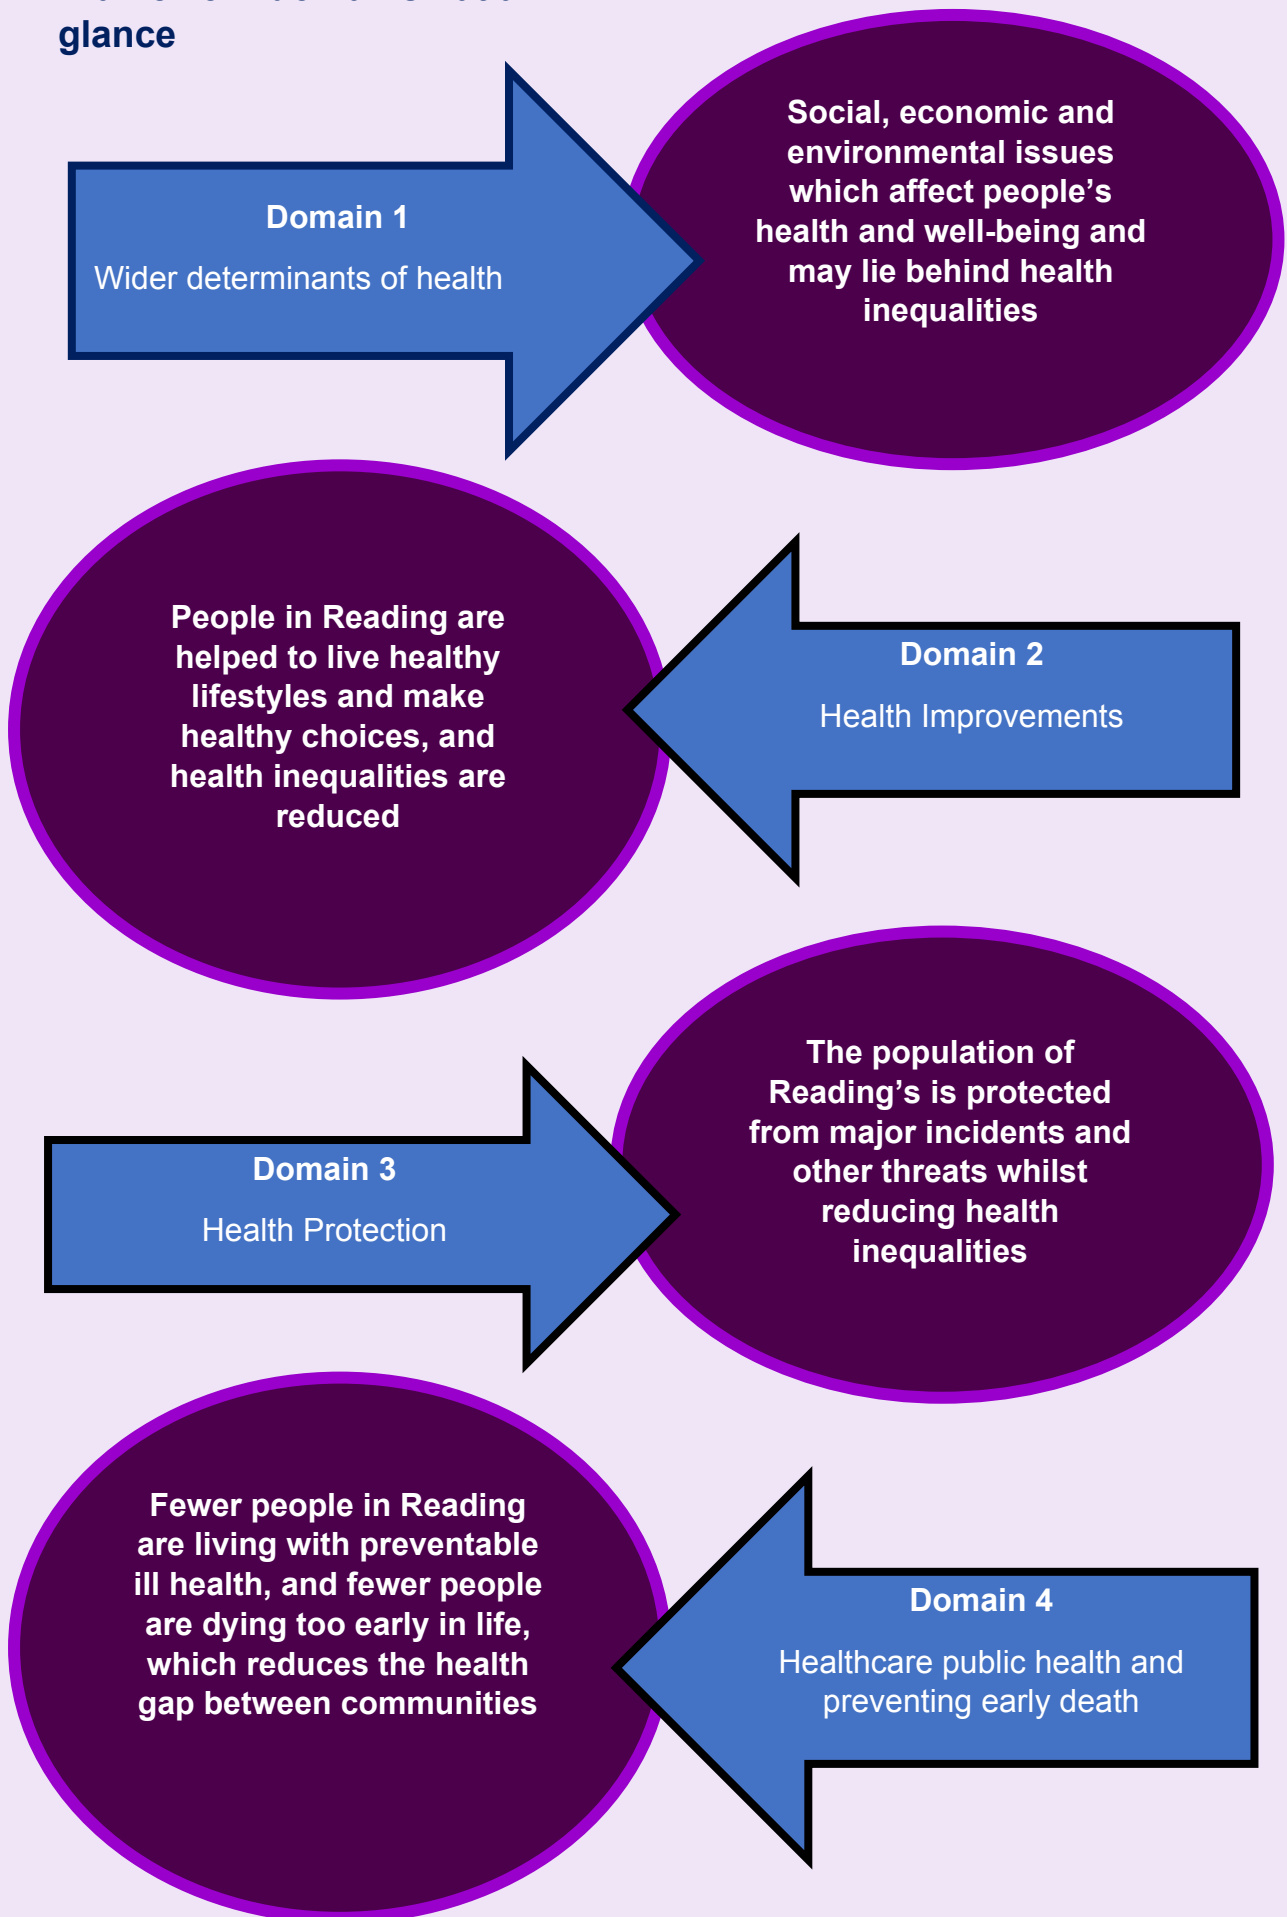 glance
Domain 1
Wider determinants of health
Social, economic and
environmental issues
which affect people's
health and well-being and
may lie behind health
inequalities
People in Reading are
helped to live healthy
lifestyles and make
healthy choices, and
health inequalities are
reduced
Domain 2
Health Improvements
Domain 3
Health Protection
The population of
Reading's is protected
from major incidents and
other threats whilst
reducing health
inequalities
Fewer people in Reading
are living with preventable
ill health, and fewer people
are dying too early in life,
which reduces the health
gap between communities
Domain 4
Healthcare public health and
preventing early death